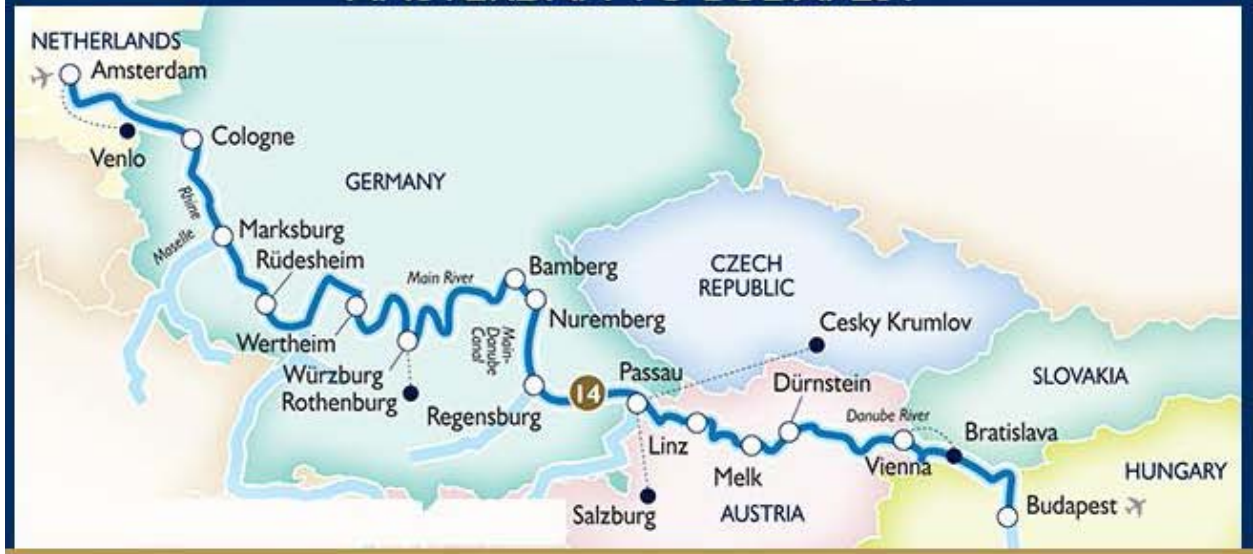 NETHERLANDS
Amsterdam
Venlo
Cologne
GERMANY
Rhine
Moselle
Marksburg
Rüdesheim
Main River
Bamberg
Nuremberg
Wertheim
Würzburg
Rothenburg
Main-
Danube
Canal
Regensburg
14
CZECH
REPUBLIC
Cesky Krumlov
Passau
Dürnstein
SLOVAKIA
Linz
Melk
Danube River
Vienna
Bratislava
Salzburg
AUSTRIA
HUNGARY
Budapest